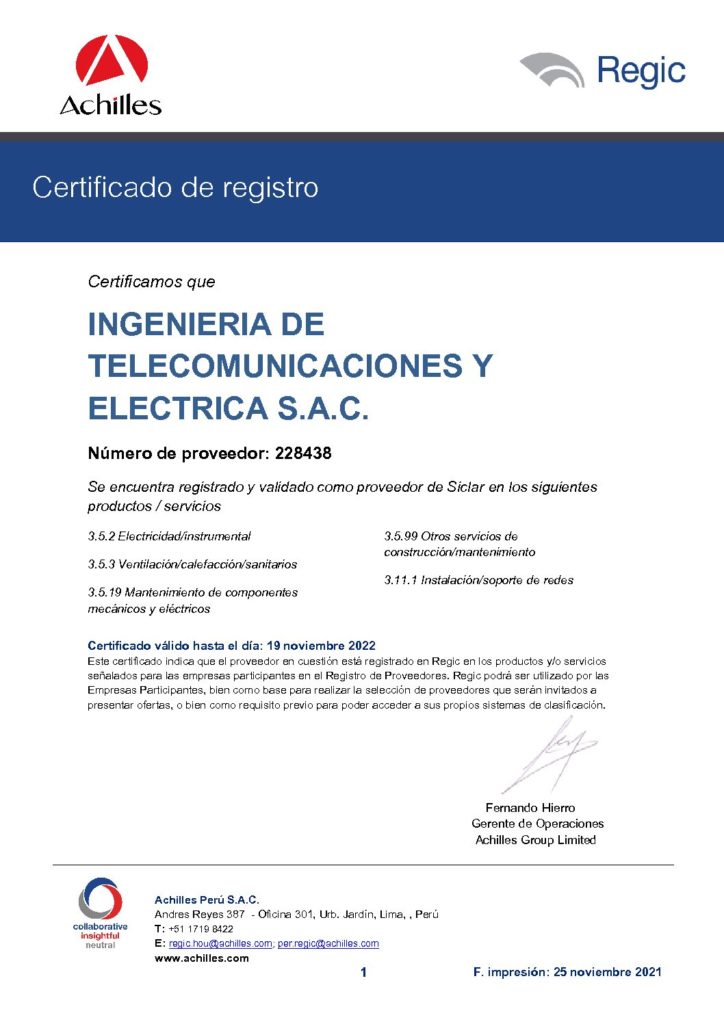 Achilles
Regic
Certificado de registro
Certificamos que
INGENIERIA DE
TELECOMUNICACIONES Y
ELECTRICA S.A.C.
Número de proveedor: 228438
Se encuentra registrado y validado como proveedor de Siclar en los siguientes
productos / servicios
3.5.2 Electricidad/instrumental
3.5.3 Ventilación/calefacción/sanitarios
3.5.19 Mantenimiento de componentes
mecánicos y eléctricos
3.5.99 Otros servicios de
construcción/mantenimiento
3.11.1 Instalación/soporte de redes
Certificado válido hasta el día: 19 noviembre 2022
Este certificado indica que el proveedor en cuestión está registrado en Regic en los productos y/o servicios
señalados para las empresas participantes en el Registro de Proveedores. Regic podrá ser utilizado por las
Empresas Participantes, bien como base para realizar la selección de proveedores que serán invitados a
presentar ofertas, o bien como requisito previo para poder acceder a sus propios sistemas de clasificación.
Fernando Hierro
Gerente de Operaciones
Achilles Group Limited
collaborative
insightful
neutral
Achilles Perú S.A.C.
Andres Reyes 387 - Oficina 301, Urb. Jardín, Lima, , Perú
T: +51 1719 8422
E: regic.hou@achilles.com; per.regic@achilles.com
www.achilles.com
1
F. impresión: 25 noviembre 2021